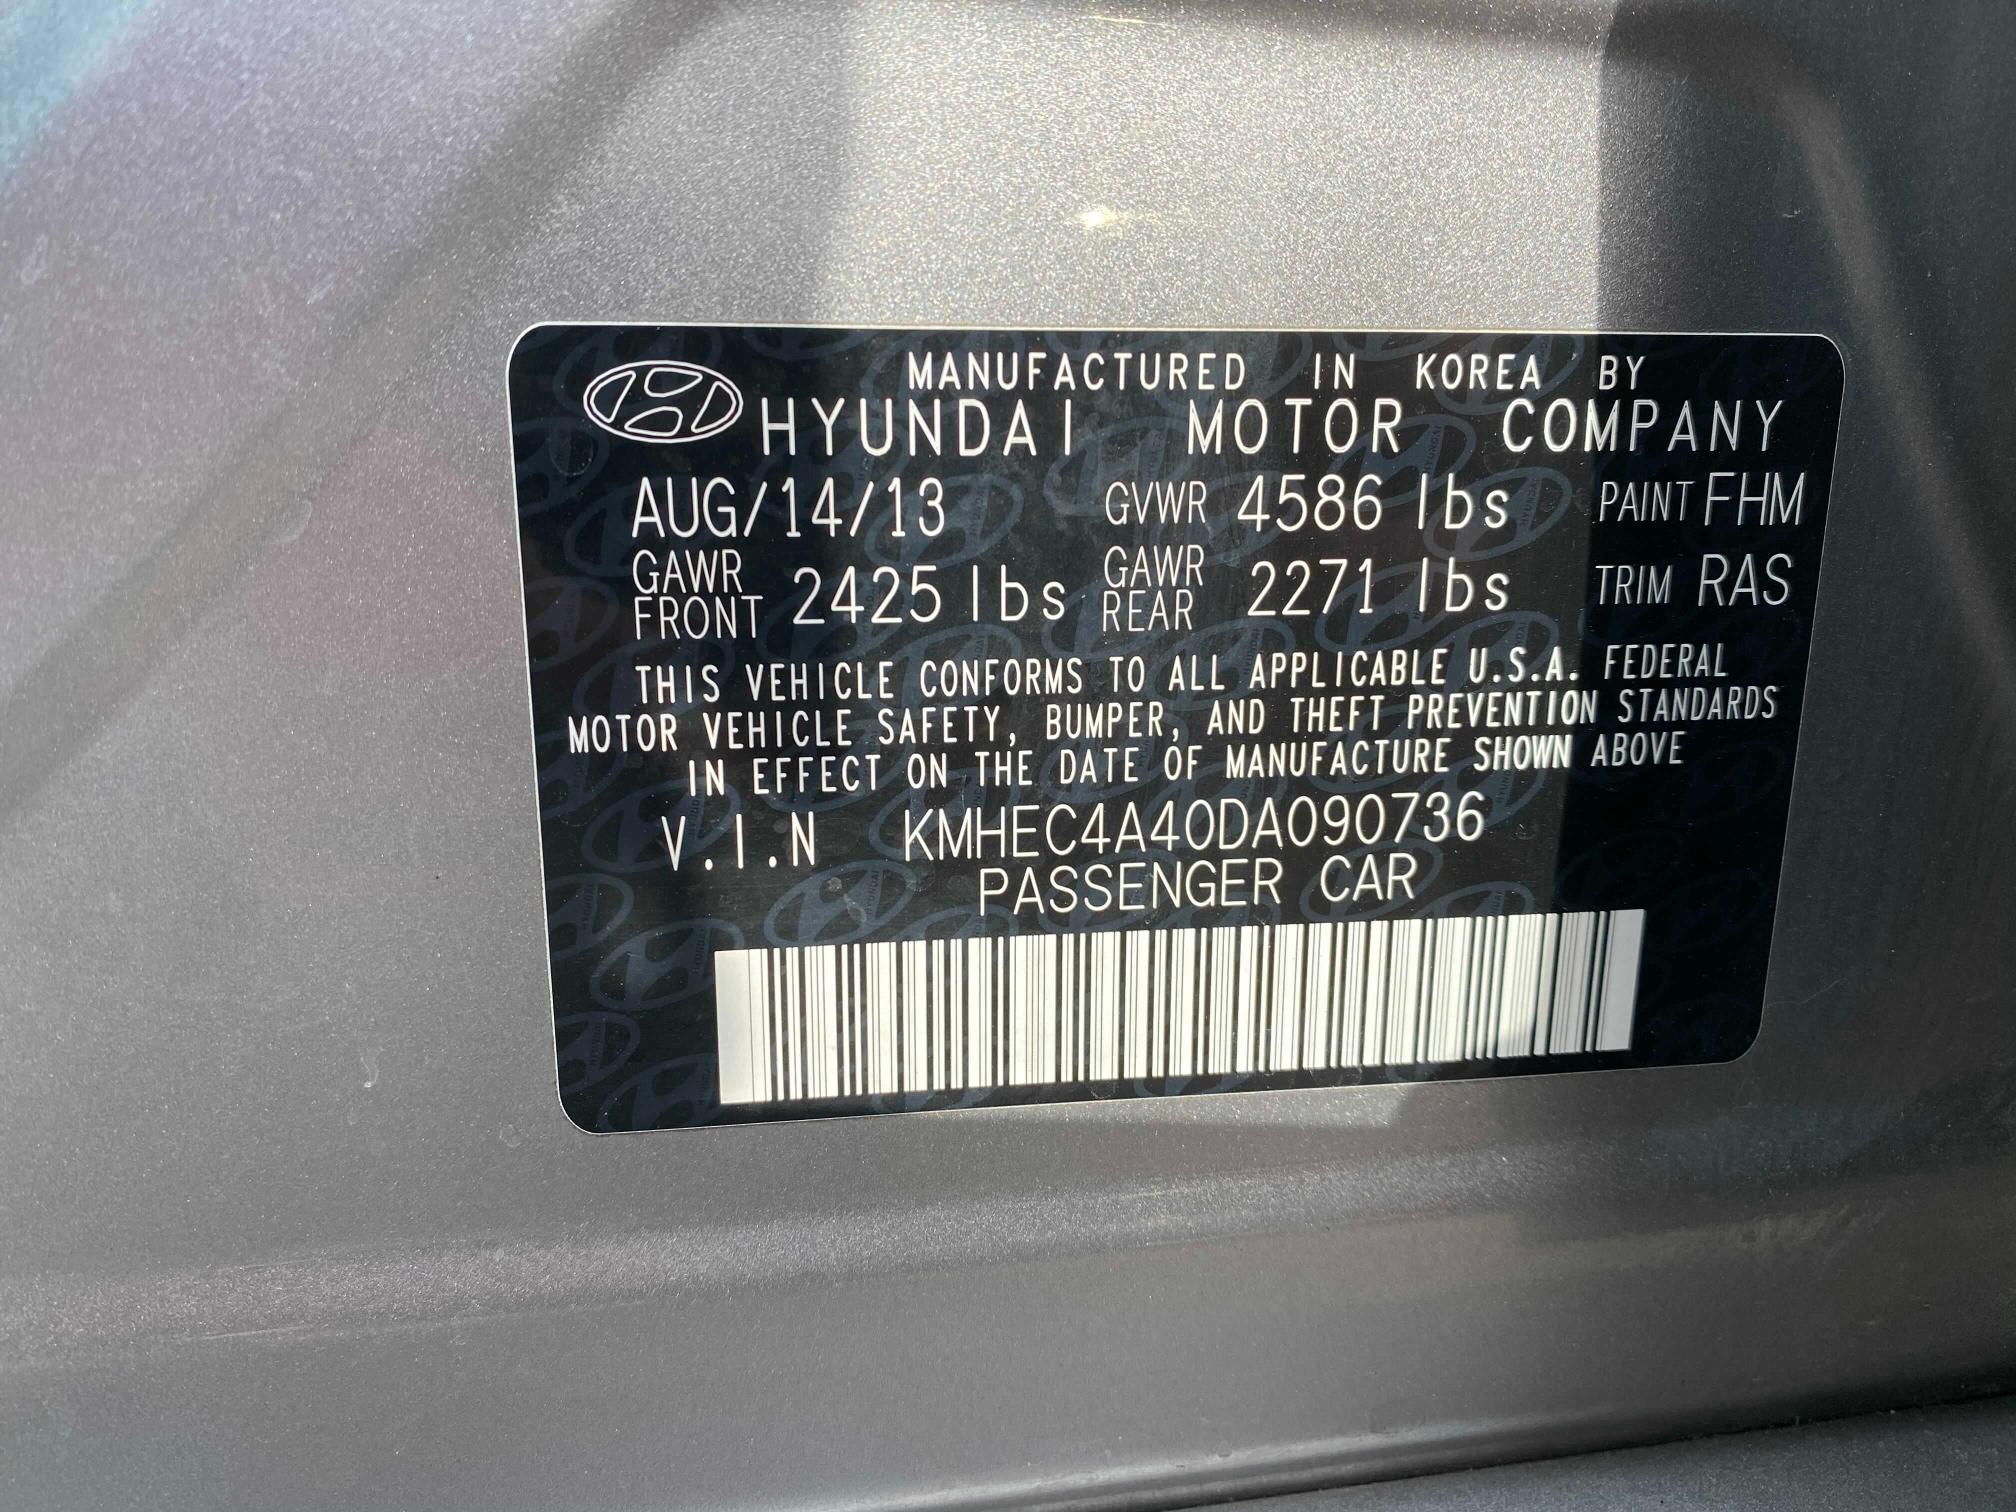 MANUFACTURED IN KOREA BY
HYUNDAI MOTOR COMPANY
AUG/14/13 GVWR 4586 lbs PAINT FHM
GAWR FRONT 2425 lbs GAWR REAR 2271 lbs TRIM RAS
THIS VEHICLE CONFORMS TO ALL APPLICABLE U.S.A. FEDERAL
MOTOR VEHICLE SAFETY, BUMPER, AND THEFT PREVENTION STANDARDS
IN EFFECT ON THE DATE OF MANUFACTURE SHOWN ABOVE
V.I.N KMHEC4A40DA090736
PASSENGER CAR